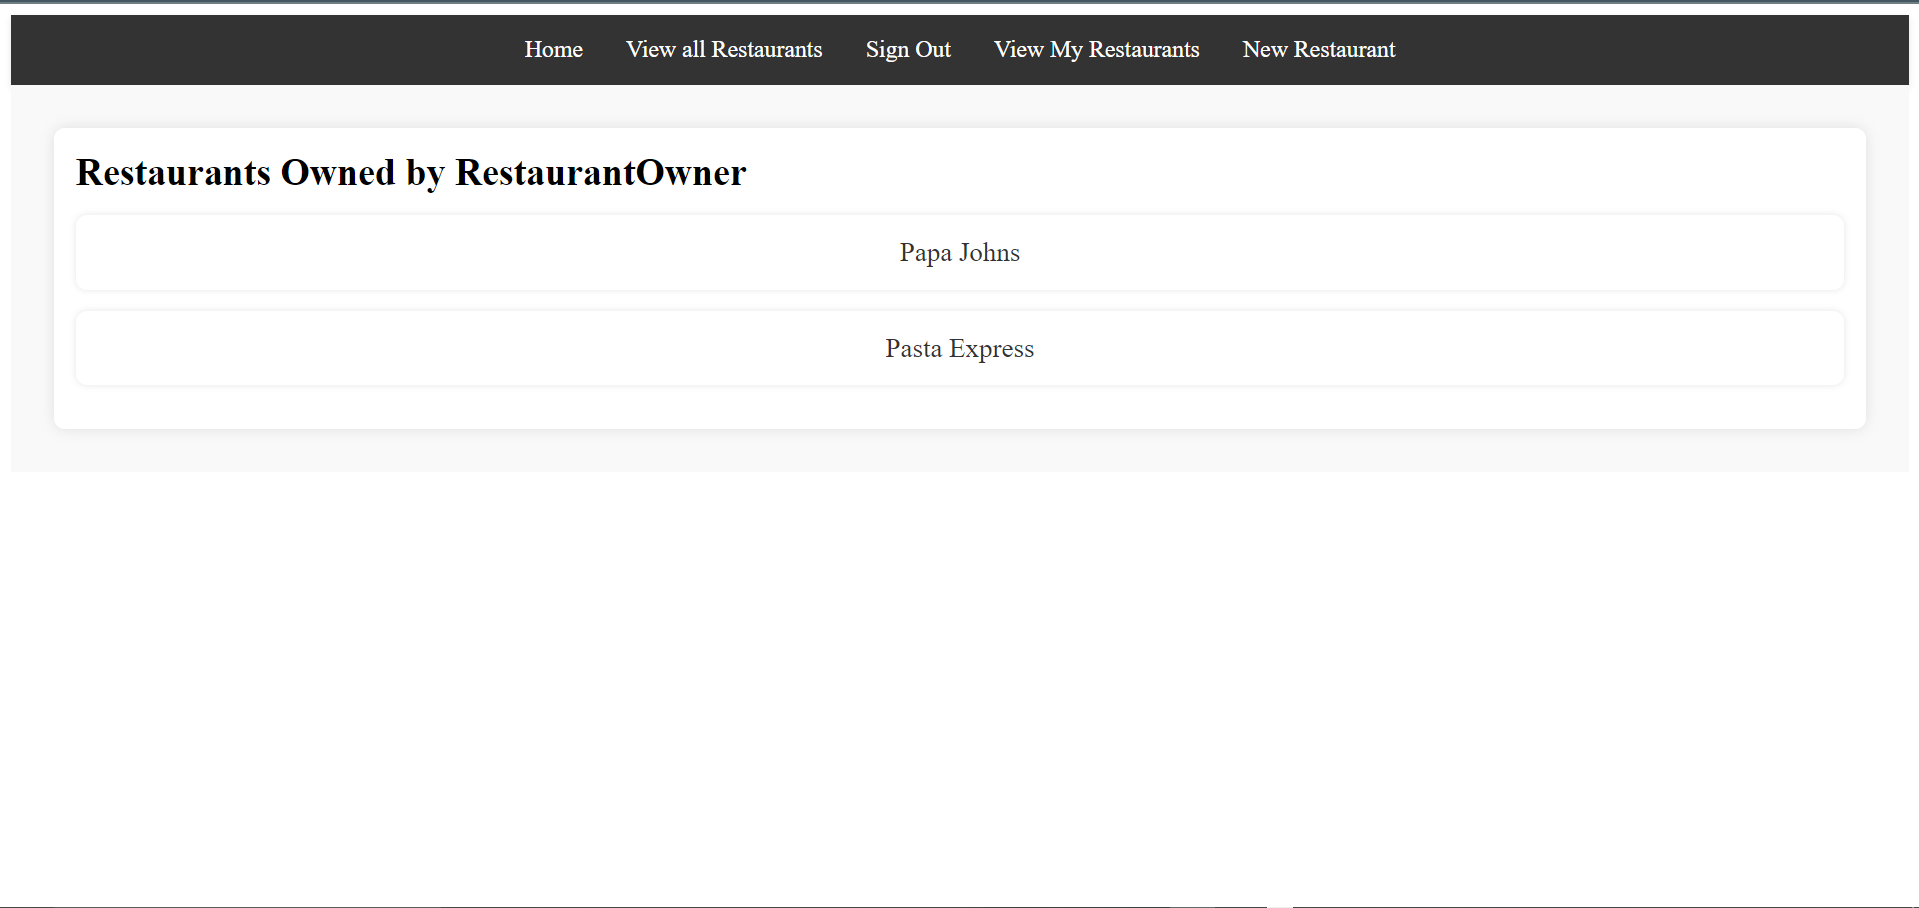 Home View all Restaurants Sign Out View My Restaurants New Restaurant
Restaurants Owned by RestaurantOwner
Papa Johns
Pasta Express